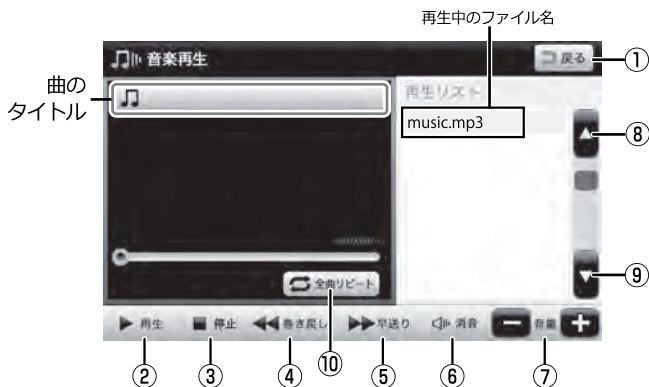 再生中のファイル名
音楽再生
戻る
①
曲の
タイトル
再生リスト
music.mp3
⑧
⑨
全曲リピート
再生
停止
巻き戻し
早送り
消音
音量
②
③
④
⑩
⑤
⑥
⑦